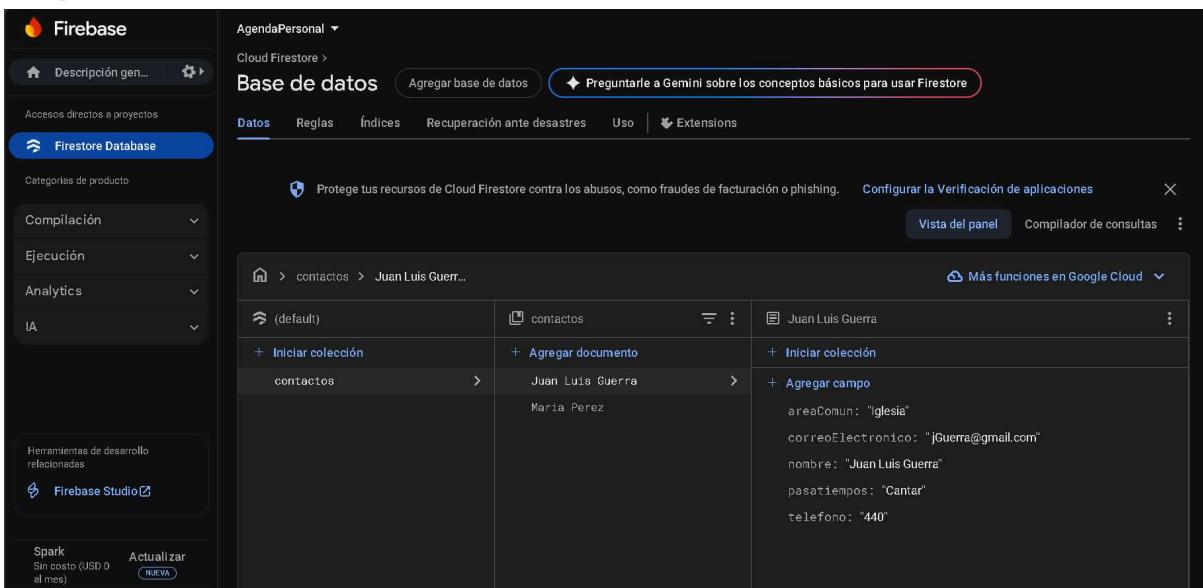 Firebase
Descripción gen...
Accesos directos a proyectos
Firestore Database
Categorías de producto
Compilación
Ejecución
Analytics
IA
Herramientas de desarrollo
relacionadas
Firebase Studio
Spark
Sin costo (USD 0
al mes)
Actualizar
NUEVA
AgendaPersonal
Cloud Firestore >
Base de datos
Agregar base de datos
Preguntarle a Gemini sobre los conceptos básicos para usar Firestore
Datos Reglas Índices Recuperación ante desastres Uso Extensions
Protege tus recursos de Cloud Firestore contra los abusos, como fraudes de facturación o phishing. Configurar la Verificación de aplicaciones
Vista del panel Compilador de consultas
> contactos > Juan Luis Guerr...
Más funciones en Google Cloud
(default)
+ Iniciar colección
contactos
contactos
+ Agregar documento
Juan Luis Guerra
Maria Perez
Juan Luis Guerra
+ Iniciar colección
+ Agregar campo
areaComun: "Iglesia"
correoElectronico: "jGuerra@gmail.com"
nombre: "Juan Luis Guerra"
pasatiempos: "Cantar"
telefono: "440"